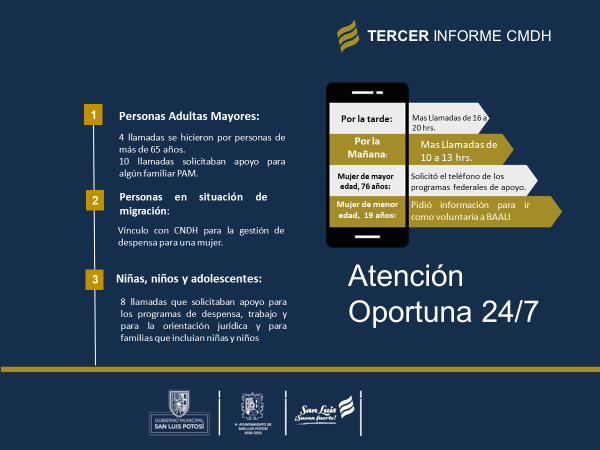 TERCER INFORME CMDH
1
Personas Adultas Mayores:
4 llamadas se hicieron por personas de
más de 65 años.
10 llamadas solicitaban apoyo para
algún familiar PAM.
2
Personas en situación de
migración:
Vínculo con CNDH para la gestión de
despensa para una mujer.
3
Niñas, niños y adolescentes:
8 llamadas que solicitaban apoyo para
los programas de despensa, trabajo y
para la orientación jurídica y para
familias que incluían niñas y niños
Por la tarde:
Mas Llamadas de 16 a
20 hrs.
Por la
Mañana:
Mas Llamadas de
10 a 13 hrs.
Mujer de mayor
edad, 76 años:
Solicitó el teléfono de los
programas federales de apoyo.
Mujer de menor
edad, 19 años:
Pidió información para ir
como voluntaria a BAALI
Atención
Oportuna 24/7
GOBIERNO MUNICIPAL
SAN LUIS POTOSÍ
H. AYUNTAMIENTO DE
SAN LUIS POTOSÍ
2018-2021
San Luis
¡Suena fuerte!